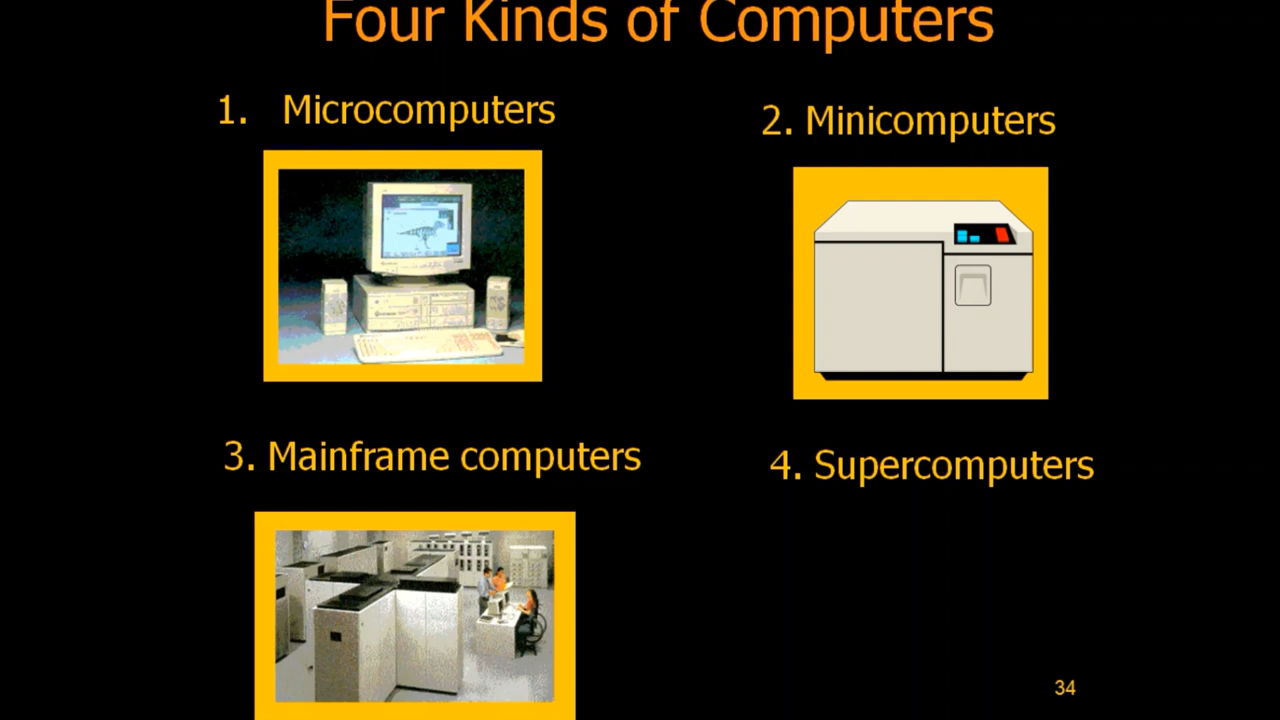 Four Kinds of Computers
1. Microcomputers
2. Minicomputers
3. Mainframe computers
4. Supercomputers
34